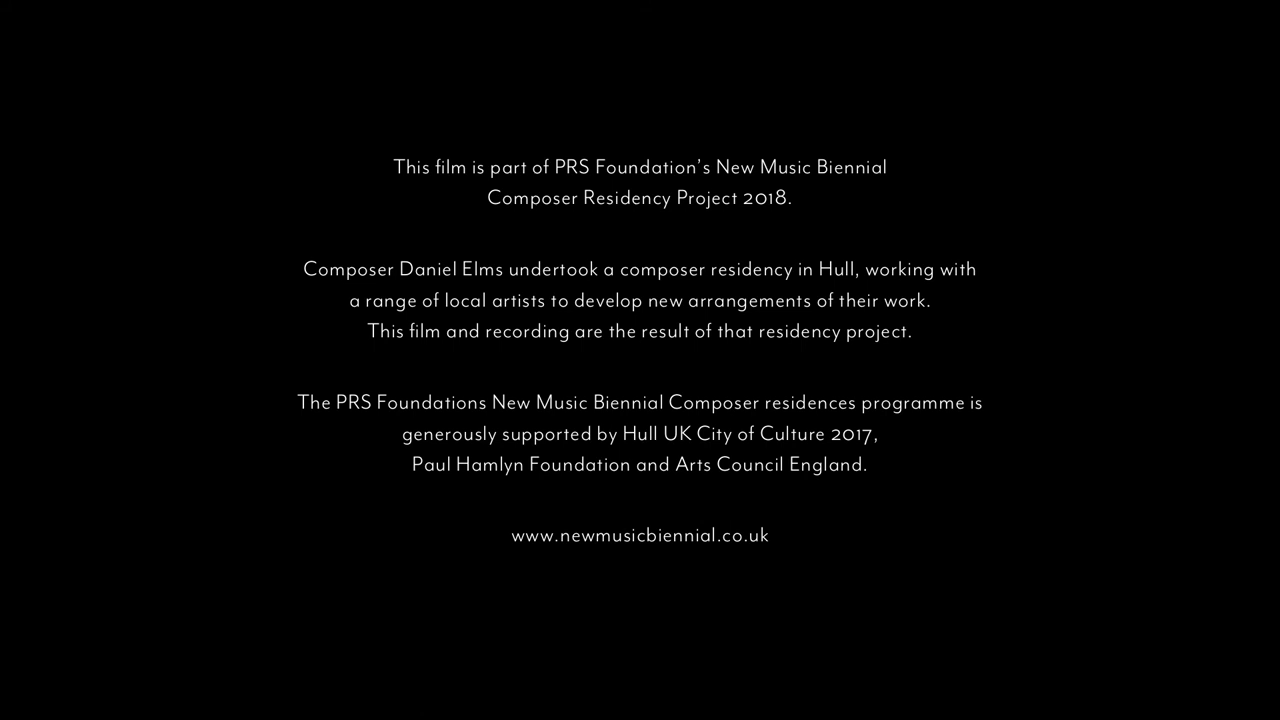 This film is part of PRS Foundation’s New Music Biennial
Composer Residency Project 2018.
Composer Daniel Elms undertook a composer residency in Hull, working with
a range of local artists to develop new arrangements of their work.
This film and recording are the result of that residency project.
The PRS Foundations New Music Biennial Composer residences programme is
generously supported by Hull UK City of Culture 2017,
Paul Hamlyn Foundation and Arts Council England.
www.newmusicbiennial.co.uk